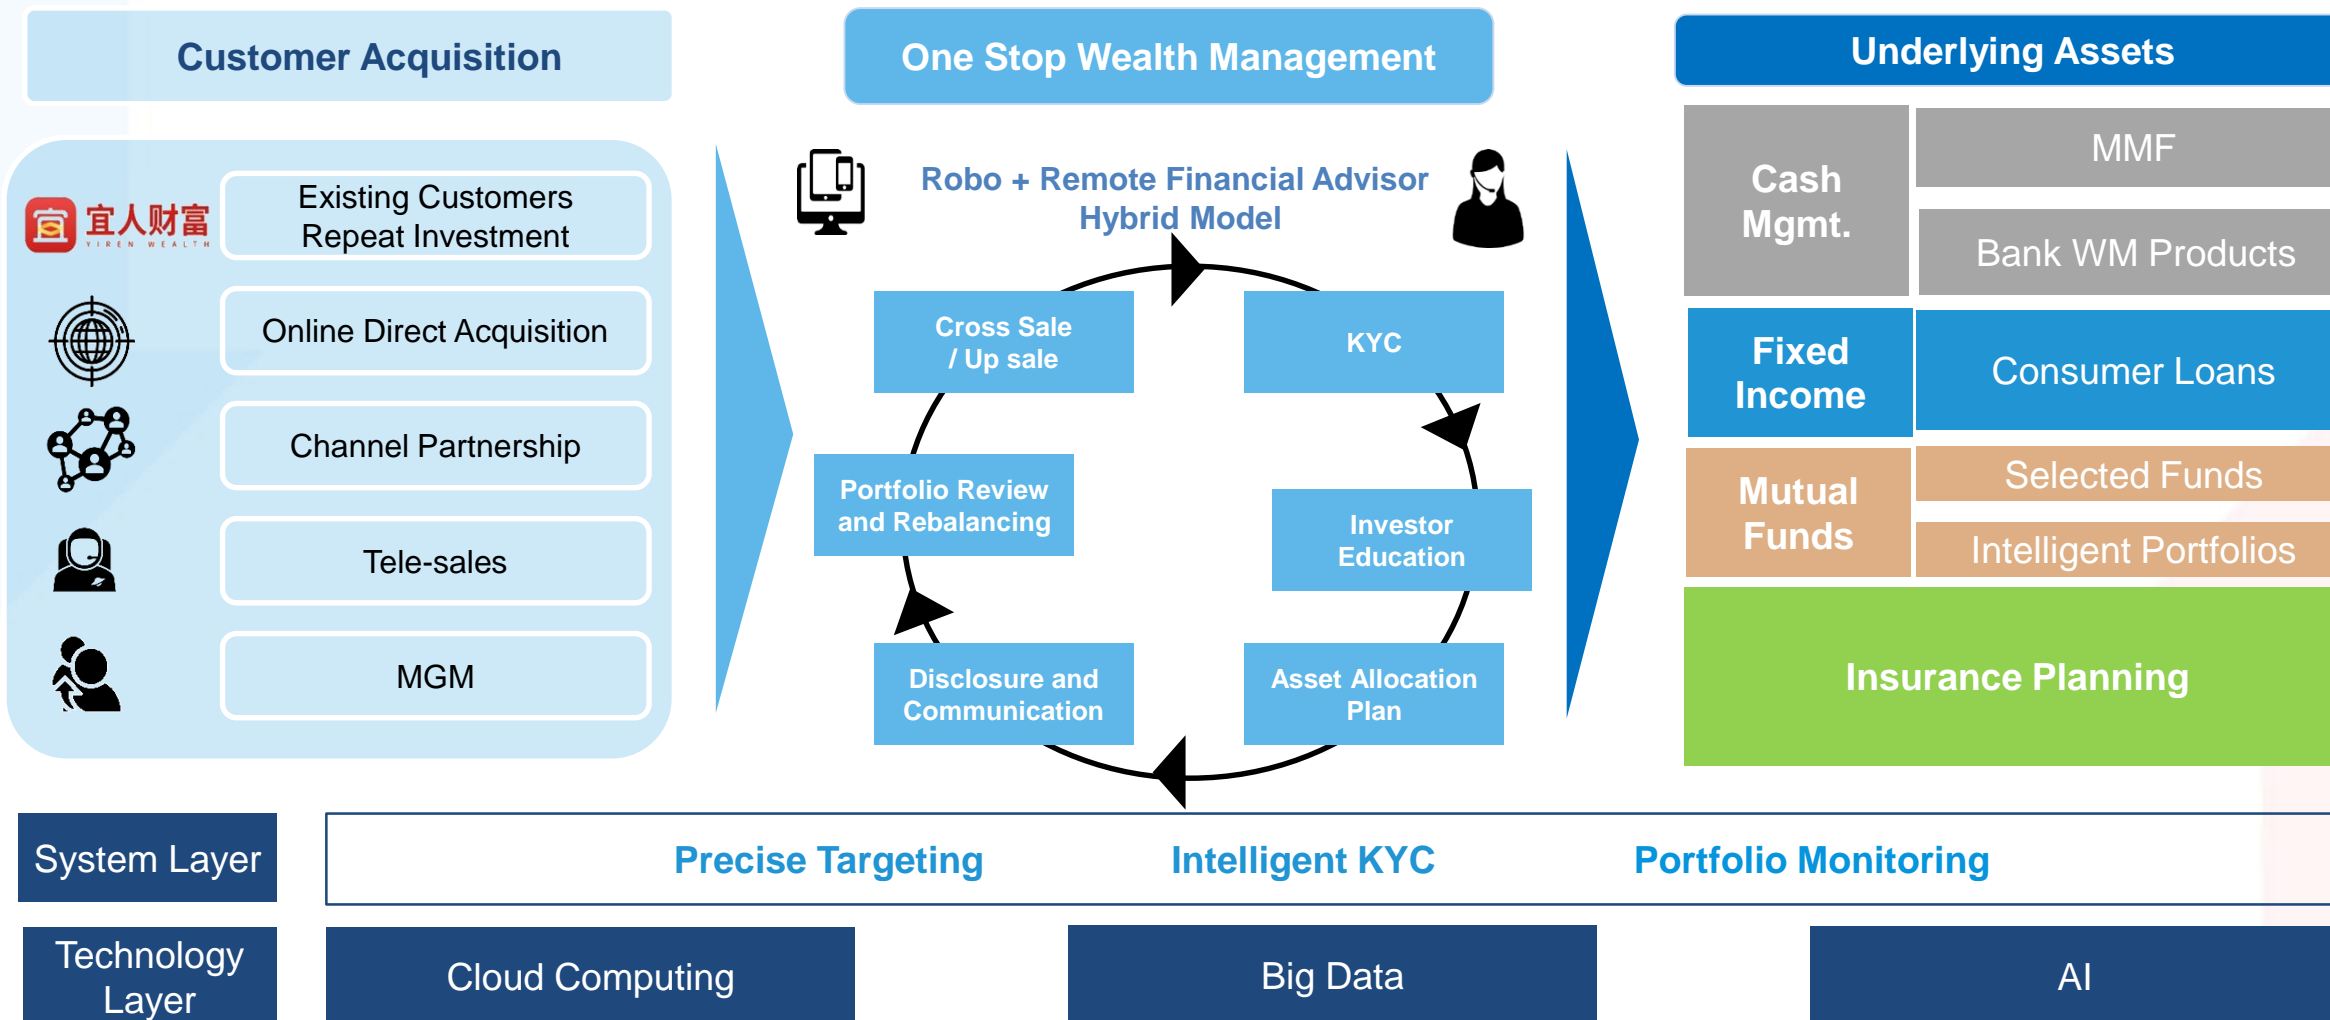 Customer Acquisition
One Stop Wealth Management
Underlying Assets
宜人财富
YIREN WEALTH
Existing Customers
Repeat Investment
Online Direct Acquisition
Channel Partnership
Tele-sales
MGM
Robo + Remote Financial Advisor
Hybrid Model
Cross Sale
/ Up sale
KYC
Portfolio Review
and Rebalancing
Investor
Education
Disclosure and
Communication
Asset Allocation
Plan
Cash
Mgmt.
MMF
Bank WM Products
Fixed
Income
Consumer Loans
Mutual
Funds
Selected Funds
Intelligent Portfolios
Insurance Planning
System Layer
Precise Targeting
Intelligent KYC
Portfolio Monitoring
Technology
Layer
Cloud Computing
Big Data
AI